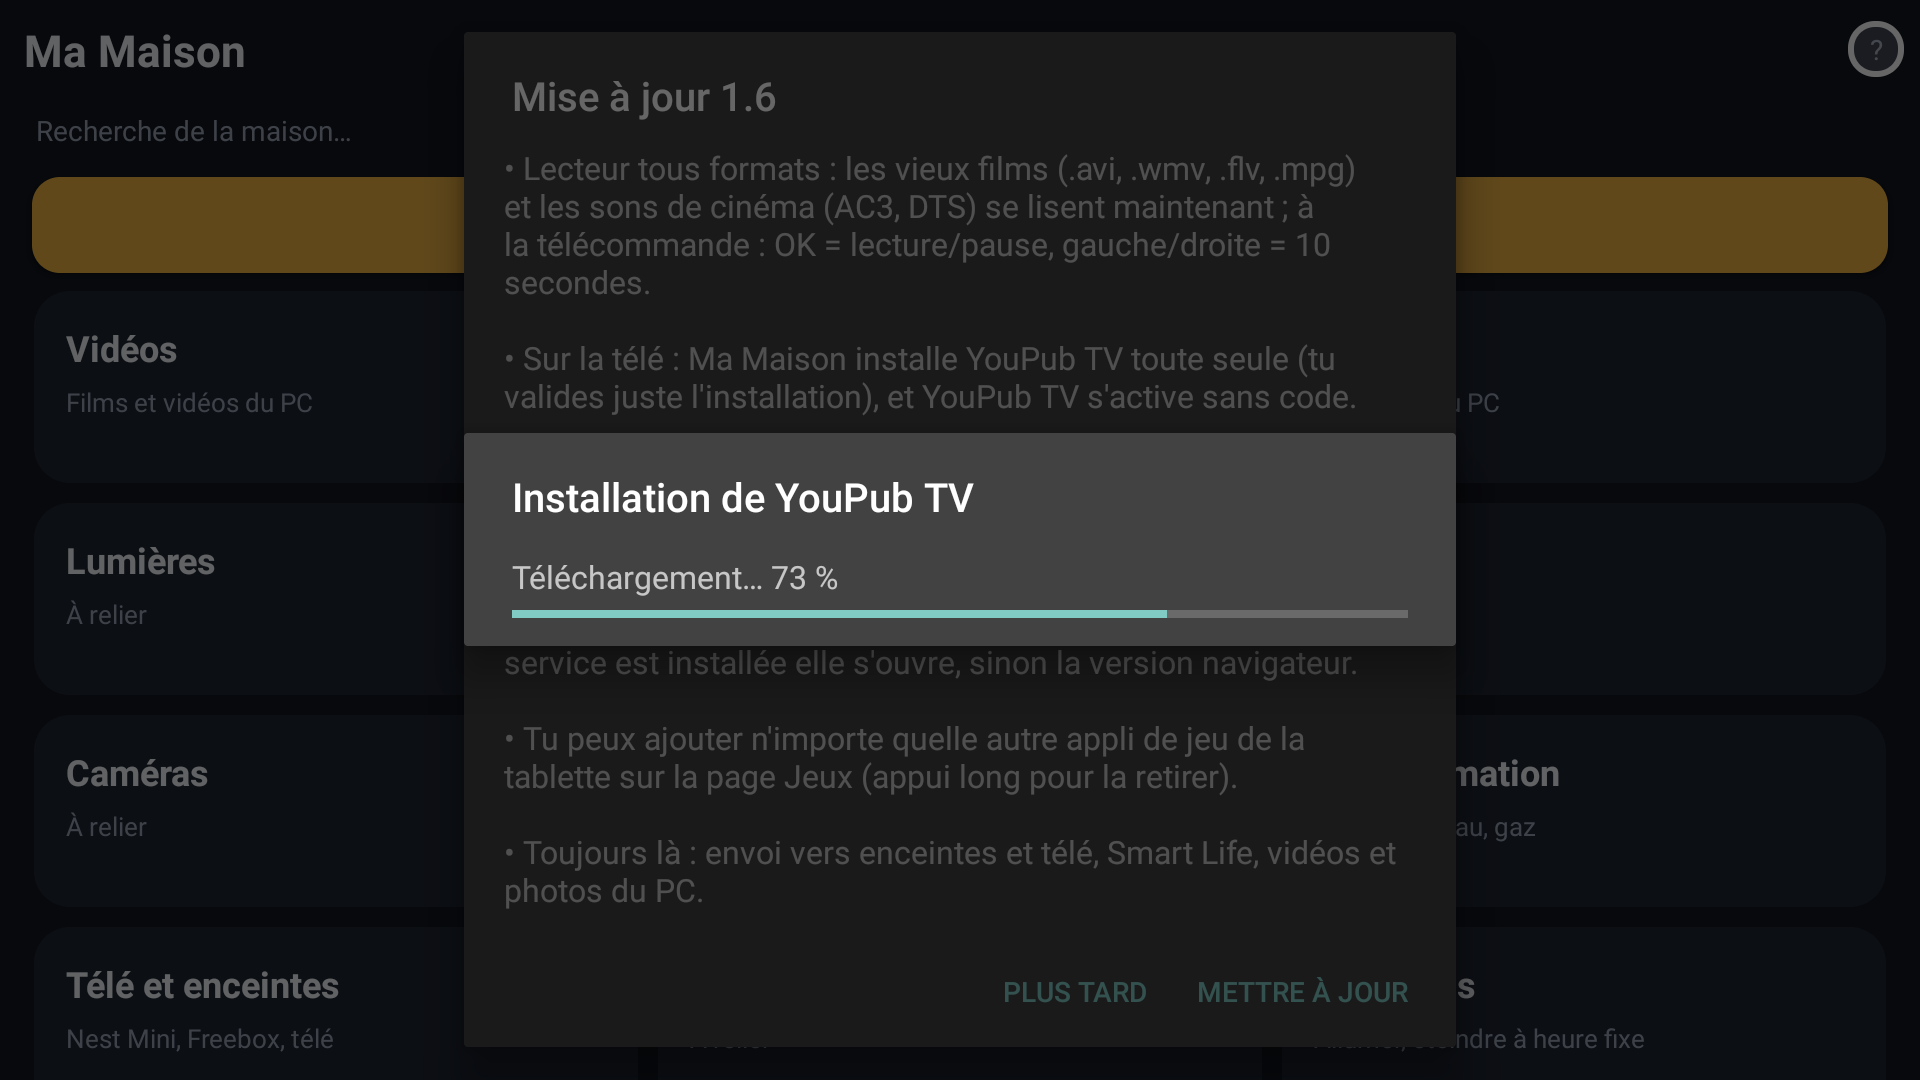 Ma Maison
?
Recherche de la maison…
Mise à jour 1.6
• Lecteur tous formats : les vieux films (.avi, .wmv, .flv, .mpg)
et les sons de cinéma (AC3, DTS) se lisent maintenant ; à
la télécommande : OK = lecture/pause, gauche/droite = 10
secondes.
• Sur la télé : Ma Maison installe YouPub TV toute seule (tu
valides juste l'installation), et YouPub TV s'active sans code.
Installation de YouPub TV
Téléchargement… 73 %
service est installée elle s'ouvre, sinon la version navigateur.
• Tu peux ajouter n'importe quelle autre appli de jeu de la
tablette sur la page Jeux (appui long pour la retirer).
• Toujours là : envoi vers enceintes et télé, Smart Life, vidéos et
photos du PC.
PLUS TARD
METTRE À JOUR
Vidéos
Films et vidéos du PC
PC
Lumières
À relier
Caméras
À relier
mation
au, gaz
Télé et enceintes
Nest Mini, Freebox, télé
s
ndre à heure fixe